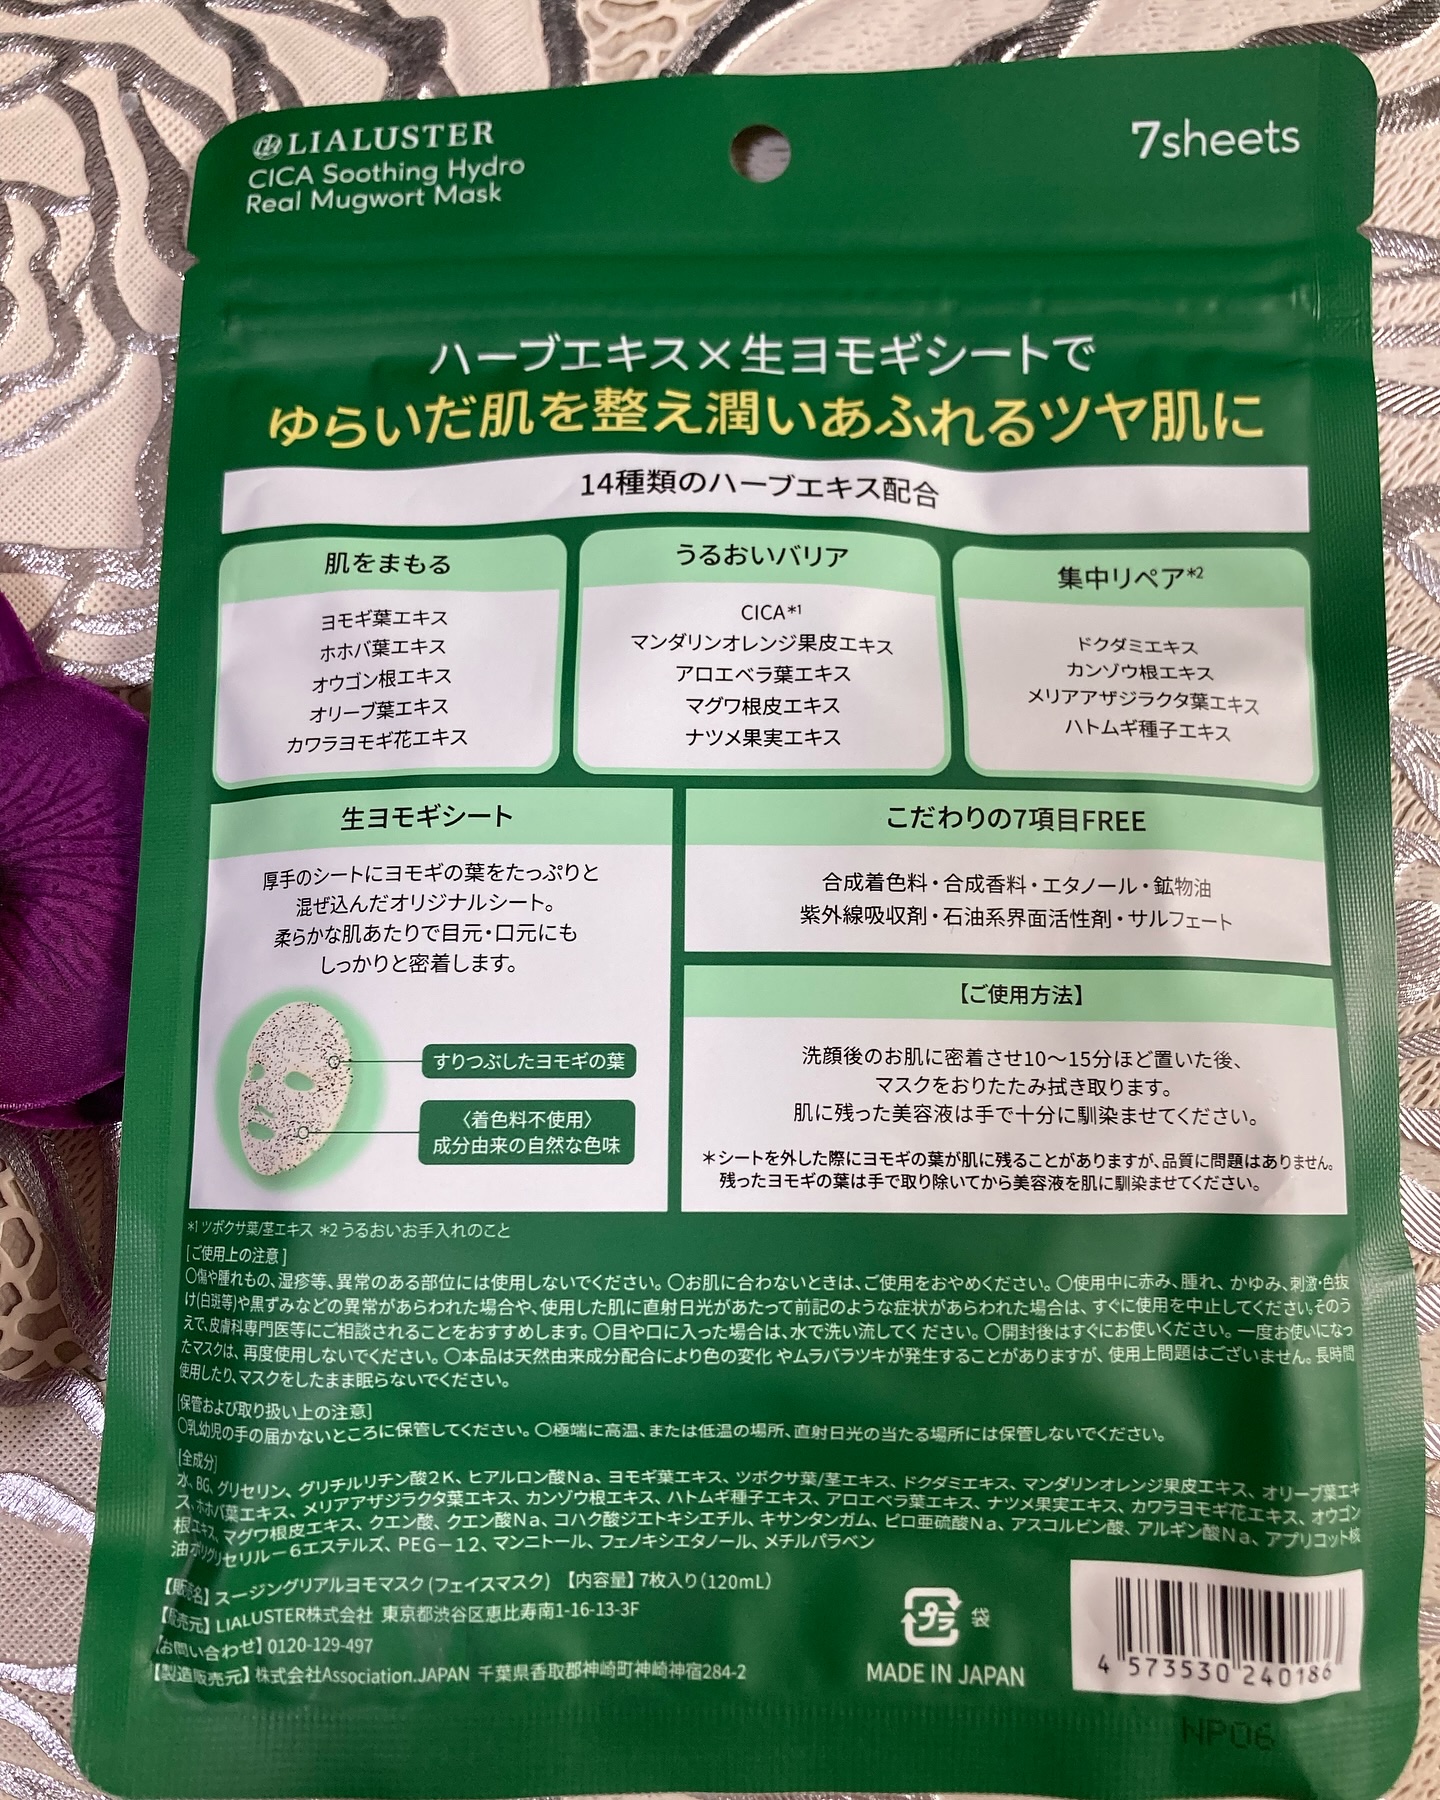 LIALUSTER
CICA Soothing Hydro
Real Mugwort Mask
7sheets
ハーブエキス×生ヨモギシートで
ゆらいだ肌を整え潤いあふれるツヤ肌に
14種類のハーブエキス配合
肌をまもる
ヨモギ葉エキス
ホホバ葉エキス
オウゴン根エキス
オリーブ葉エキス
カワラヨモギ花エキス
うるおいバリア
CICA*1
マンダリンオレンジ果皮エキス
アロエベラ葉エキス
マグワ根皮エキス
ナツメ果実エキス
集中リペア*2
ドクダミエキス
カンゾウ根エキス
メリアアザジラクタ葉エキス
ハトムギ種子エキス
生ヨモギシート
厚手のシートにヨモギの葉をたっぷりと
混ぜ込んだオリジナルシート。
柔らかな肌あたりで目元・口元にも
しっかりと密着します。
すりつぶしたヨモギの葉
〈着色料不使用〉
成分由来の自然な色味
こだわりの7項目FREE
合成着色料・合成香料・エタノール・鉱物油
紫外線吸収剤・石油系界面活性剤・サルフェート
【ご使用方法】
洗顔後のお肌に密着させ10〜15分ほど置いた後、
マスクをおりたたみ拭き取ります。
肌に残った美容液は手で十分に馴染ませてください。
*シートを外した際にヨモギの葉が肌に残ることがありますが、品質に問題はありません。
残ったヨモギの葉は手で取り除いてから美容液を肌に馴染ませてください。
*1 ツボクサ葉/茎エキス *2 うるおいお手入れのこと
[ご使用上の注意]
〇傷や腫れもの、湿疹等、異常のある部位には使用しないでください。〇お肌に合わないときは、ご使用をおやめください。〇使用中に赤み、腫れ、かゆみ、刺激・色抜
け(白斑等)や黒ずみなどの異常があらわれた場合や、使用した肌に直射日光があたって前記のような症状があらわれた場合は、すぐに使用を中止してください。そのう
えで、皮膚科専門医等にご相談されることをおすすめします。〇目や口に入った場合は、水で洗い流してください。〇開封後はすぐにお使いください。一度お使いになっ
たマスクは、再度使用しないでください。〇本品は天然由来成分配合により色の変化やムラバラツキが発生することがありますが、使用上問題はございません。長時間
使用したり、マスクをしたまま眠らないでください。
[保管および取り扱い上の注意]
〇乳幼児の手の届かないところに保管してください。〇極端に高温、または低温の場所、直射日光の当たる場所には保管しないでください。
[全成分]
水、BG、グリセリン、グリチルリチン酸2K、ヒアルロン酸Na、ヨモギ葉エキス、ツボクサ葉/茎エキス、ドクダミエキス、マンダリンオレンジ果皮エキス、オリーブ葉エキ
ス、ホホバ葉エキス、メリアアザジラクタ葉エキス、カンゾウ根エキス、ハトムギ種子エキス、アロエベラ葉エキス、ナツメ果実エキス、カワラヨモギ花エキス、オウゴン
根エキス、マグワ根皮エキス、クエン酸、クエン酸Na、コハク酸ジエトキシエチル、キサンタンガム、ピロ亜硫酸Na、アスコルビン酸、アルギン酸Na、アプリコット核
油ポリグリセリル−6エステルズ、PEG−12、マンニトール、フェノキシエタノール、メチルパラベン
【販売名】スージングリアルヨモマスク(フェイスマスク) 【内容量】7枚入り(120mL)
【販売元】LIALUSTER株式会社 東京都渋谷区恵比寿南1-16-13-3F
【お問い合わせ】0120-129-497
【製造販売元】株式会社Association.JAPAN 千葉県香取郡神崎町神崎神宿284-2
プラ 袋
MADE IN JAPAN
4 573530 240186
NP06